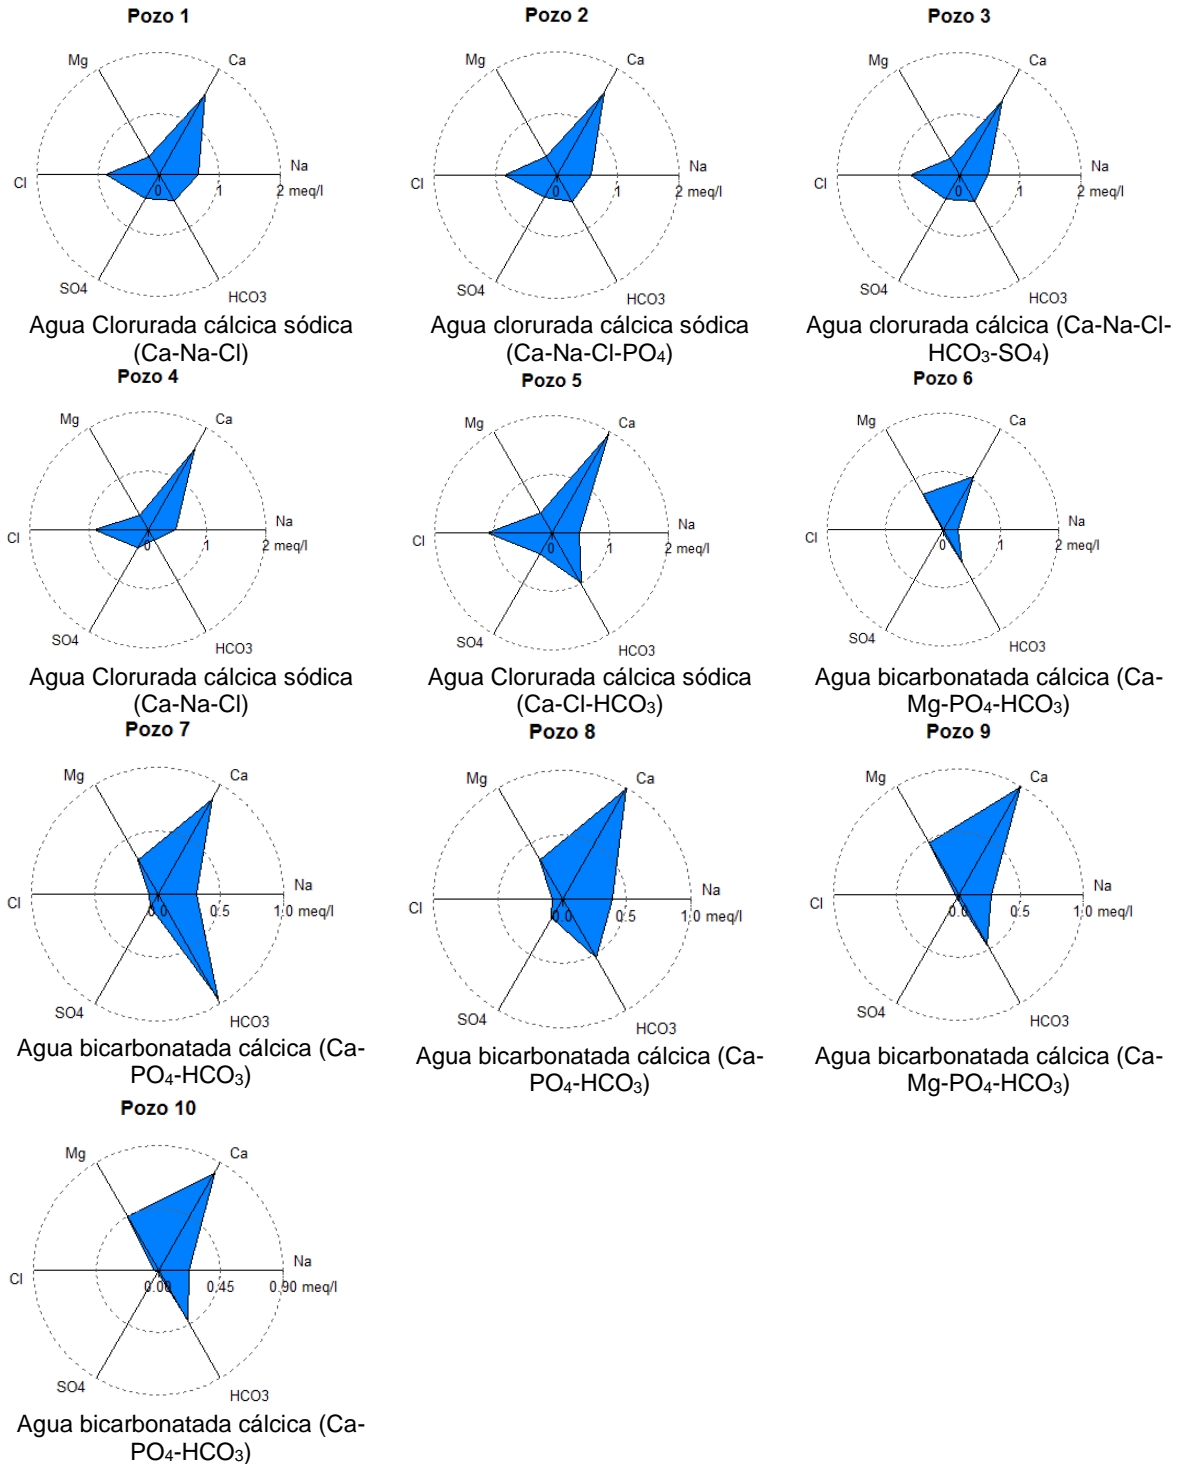 Pozo 1
Mg
Ca
Cl
Na
0
1
2 meq/l
SO4
HCO3
Agua Clorurada cálcica sódica
(Ca-Na-Cl)
Pozo 2
Mg
Ca
Cl
Na
0
1
2 meq/l
SO4
HCO3
Agua clorurada cálcica sódica
(Ca-Na-Cl-PO₄)
Pozo 3
Mg
Ca
Cl
Na
0
1
2 meq/l
SO4
HCO3
Agua clorurada cálcica (Ca-Na-Cl-
HCO₃-SO₄)
Pozo 4
Mg
Ca
Cl
Na
0
1
2 meq/l
SO4
HCO3
Agua Clorurada cálcica sódica
(Ca-Na-Cl)
Pozo 5
Mg
Ca
Cl
Na
0
1
2 meq/l
SO4
HCO3
Agua Clorurada cálcica sódica
(Ca-Cl-HCO₃)
Pozo 6
Mg
Ca
Cl
Na
0
1
2 meq/l
SO4
HCO3
Agua bicarbonatada cálcica (Ca-
Mg-PO₄-HCO₃)
Pozo 7
Mg
Ca
Cl
Na
0.0
0.5
1.0 meq/l
SO4
HCO3
Agua bicarbonatada cálcica (Ca-
PO₄-HCO₃)
Pozo 8
Mg
Ca
Cl
Na
0.0
0.5
1.0 meq/l
SO4
HCO3
Agua bicarbonatada cálcica (Ca-
PO₄-HCO₃)
Pozo 9
Mg
Ca
Cl
Na
0.0
0.5
1.0 meq/l
SO4
HCO3
Agua bicarbonatada cálcica (Ca-
Mg-PO₄-HCO₃)
Pozo 10
Mg
Ca
Cl
Na
0.00
0.45
0.90 meq/l
SO4
HCO3
Agua bicarbonatada cálcica (Ca-
PO₄-HCO₃)